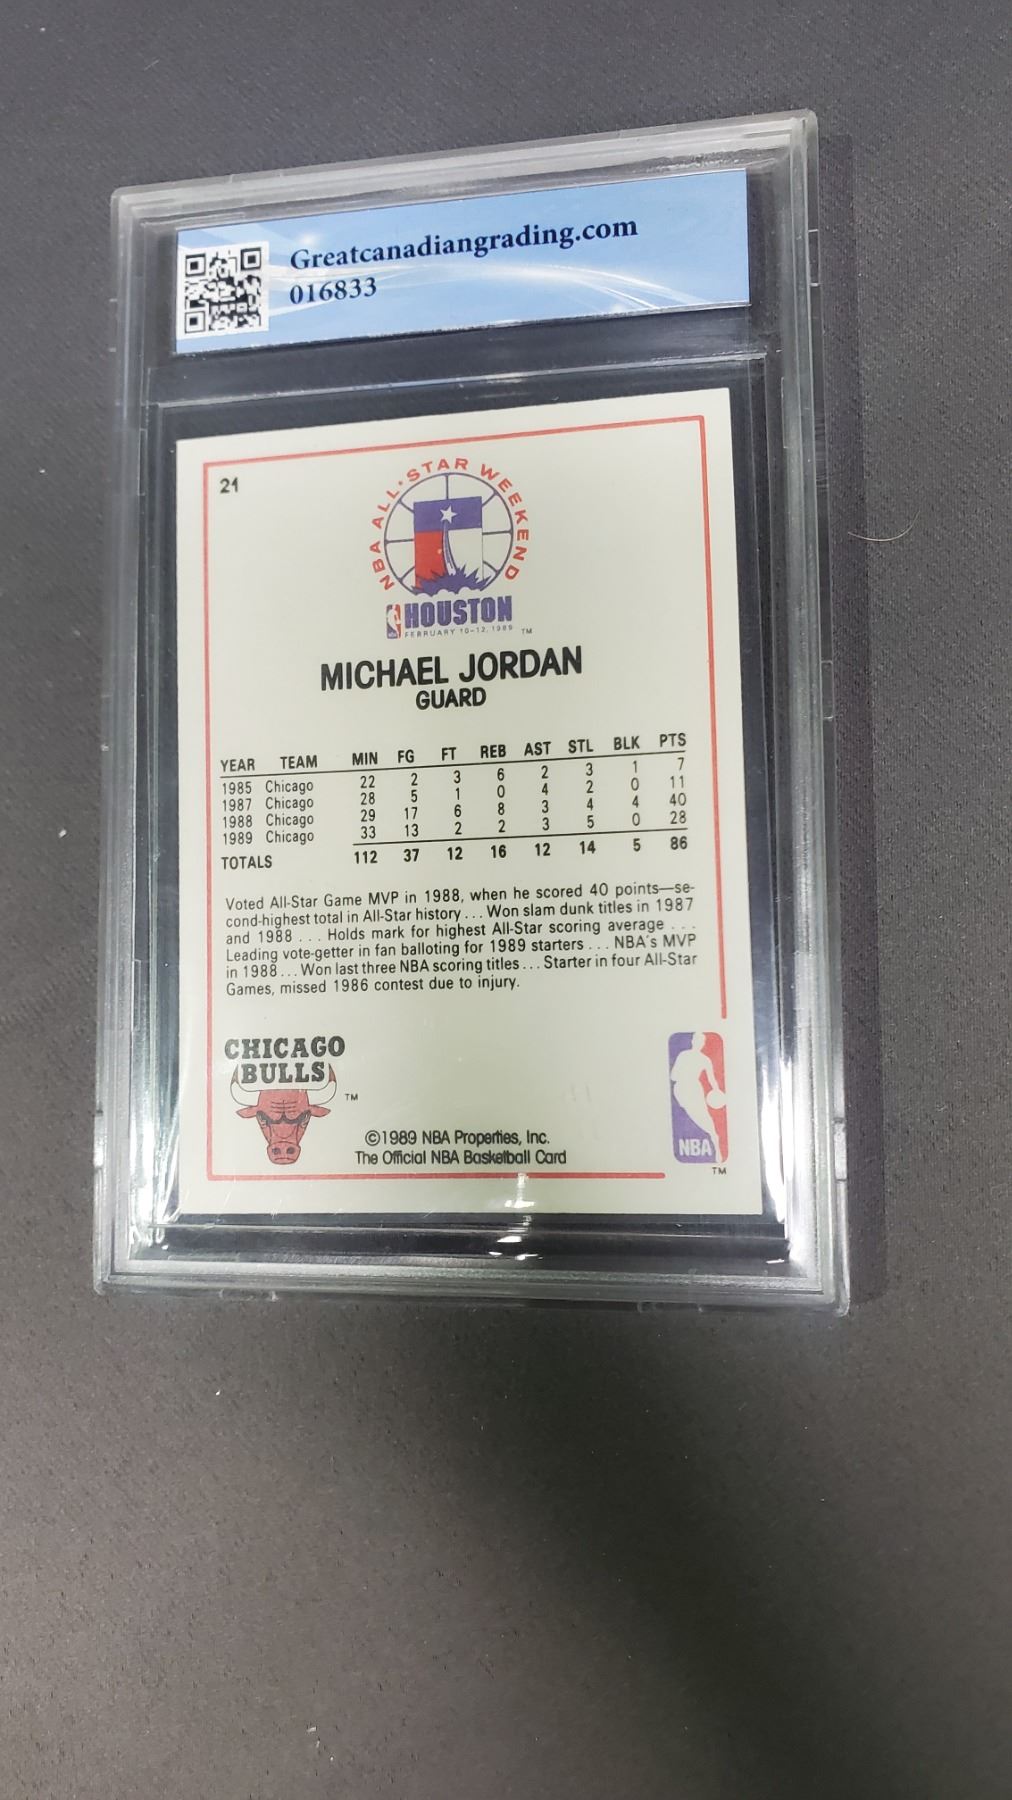 Greatcanadiangrading.com
016833
21
NBA ALL·STAR WEEKEND
HOUSTON
FEBRUARY 10-12, 1989 TM
MICHAEL JORDAN
GUARD
YEAR TEAM MIN FG FT REB AST STL BLK PTS
1985 Chicago 22 2 3 6 2 3 1 7
1987 Chicago 28 5 1 0 4 2 0 11
1988 Chicago 29 17 6 8 3 4 4 40
1989 Chicago 33 13 2 2 3 5 0 28
TOTALS 112 37 12 16 12 14 5 86
Voted All-Star Game MVP in 1988, when he scored 40 points—se-
cond-highest total in All-Star history . . . Won slam dunk titles in 1987
and 1988 . . . Holds mark for highest All-Star scoring average . . .
Leading vote-getter in fan balloting for 1989 starters . . . NBA's MVP
in 1988 . . . Won last three NBA scoring titles . . . Starter in four All-Star
Games, missed 1986 contest due to injury.
CHICAGO
BULLS
TM
©1989 NBA Properties, Inc.
The Official NBA Basketball Card
NBA
TM